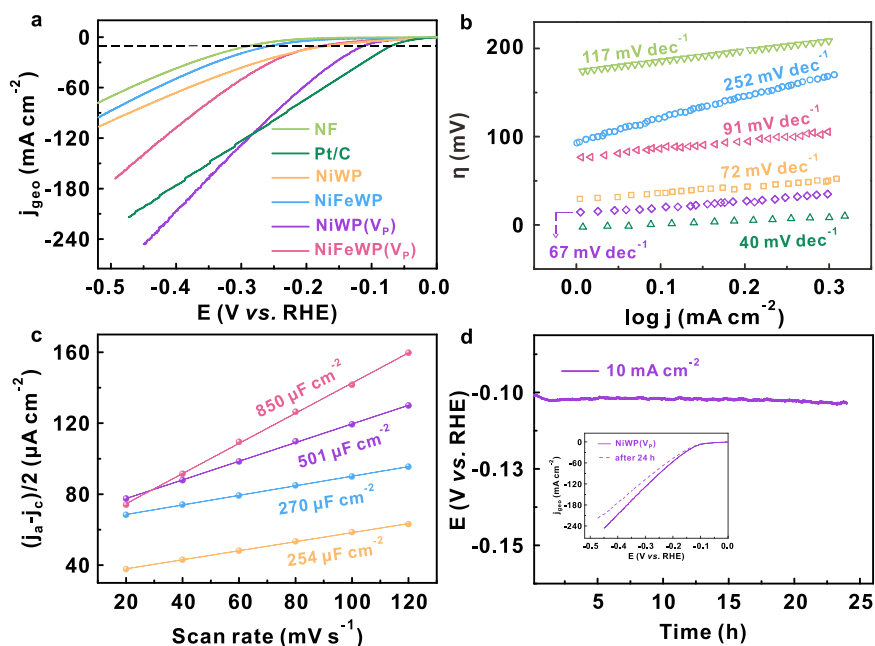 a
j_geo (mA cm⁻²)
0
-60
-120
-180
-240
NF
Pt/C
NiWP
NiFeWP
NiWP(V_P)
NiFeWP(V_P)
-0.5 -0.4 -0.3 -0.2 -0.1 0.0
E (V vs. RHE)
b
η (mV)
200
100
0
117 mV dec⁻¹
252 mV dec⁻¹
91 mV dec⁻¹
72 mV dec⁻¹
67 mV dec⁻¹
40 mV dec⁻¹
0.0 0.1 0.2 0.3
log j (mA cm⁻²)
c
(j_a-j_c)/2 (μA cm⁻²)
160
120
80
40
850 μF cm⁻²
501 μF cm⁻²
270 μF cm⁻²
254 μF cm⁻²
20 40 60 80 100 120
Scan rate (mV s⁻¹)
d
E (V vs. RHE)
-0.10
-0.13
-0.15
10 mA cm⁻²
NiWP(V_P)
after 24 h
j_geo (mA cm⁻²)
0
-60
-120
-180
-240
-0.5 -0.4 -0.3 -0.2 -0.1 0.0
E (V vs. RHE)
5 10 15 20 25
Time (h)